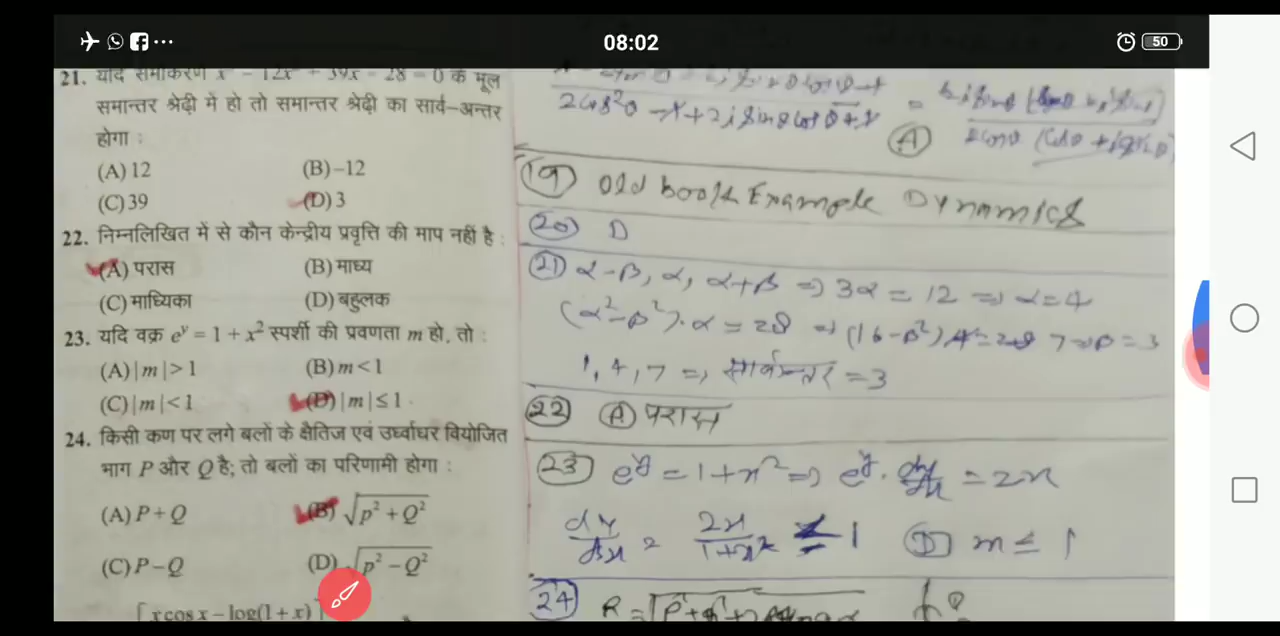 08:02
50
21. यदि समीकरण x³ – 12x² + 39x – 28 = 0 के मूल
समान्तर श्रेढ़ी में हो तो समान्तर श्रेढ़ी का सार्व-अन्तर
होगा :
(A) 12 (B) –12
(C) 39 (D) 3
22. निम्नलिखित में से कौन केन्द्रीय प्रवृत्ति की माप नहीं है :
(A) परास (B) माध्य
(C) माध्यिका (D) बहुलक
23. यदि वक्र e^y = 1 + x² स्पर्शी की प्रवणता m हो, तो :
(A) |m| > 1 (B) m < 1
(C) |m| < 1 (D) |m| ≤ 1
24. किसी कण पर लगे बलों के क्षैतिज एवं उर्ध्वाधर वियोजित
भाग P और Q है; तो बलों का परिणामी होगा :
(A) P + Q (B) √(p² + Q²)
(C) P – Q (D) √(p² – Q²)
x cos x – log(1 + x)
(A)
(19) Old book Example Dynamics
(20) D
(21) α–β, α, α+β ⇒ 3α = 12 ⇒ α = 4
(α²–β²)·α = 28 ⇒ (16–β²)
1, 4, 7 ⇒ सार्वअन्तर = 3
(22) (A) परास
(23) e^y = 1 + x² ⇒ e^y · dy/dx = 2x
dy/dx = 2x/1+x² ≤ 1 (D) m ≤ 1
(24) R =